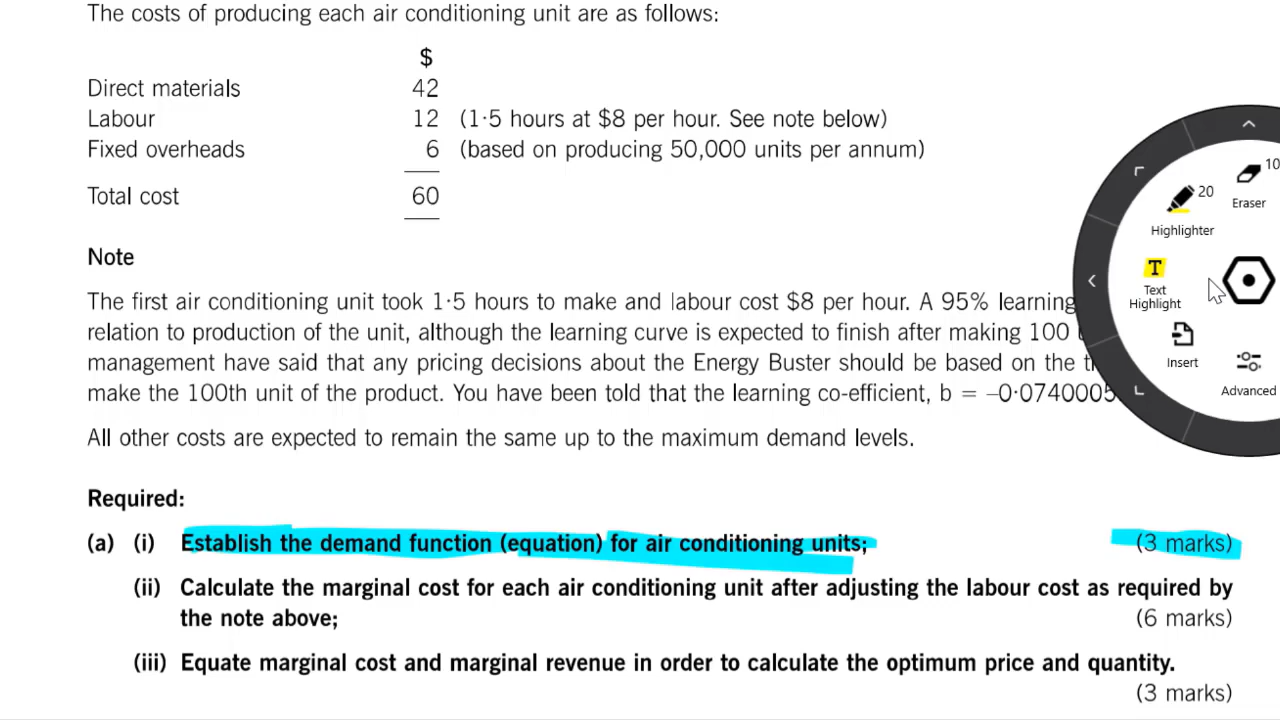 The costs of producing each air conditioning unit are as follows:
$
Direct materials 42
Labour 12 (1·5 hours at $8 per hour. See note below)
Fixed overheads 6 (based on producing 50,000 units per annum)
Total cost 60
Note
The first air conditioning unit took 1·5 hours to make and labour cost $8 per hour. A 95% learning
relation to production of the unit, although the learning curve is expected to finish after making 100
management have said that any pricing decisions about the Energy Buster should be based on the
make the 100th unit of the product. You have been told that the learning co-efficient, b = –0·0740005
All other costs are expected to remain the same up to the maximum demand levels.
Required:
(a) (i) Establish the demand function (equation) for air conditioning units; (3 marks)
(ii) Calculate the marginal cost for each air conditioning unit after adjusting the labour cost as required by
the note above; (6 marks)
(iii) Equate marginal cost and marginal revenue in order to calculate the optimum price and quantity.
(3 marks)
10
Eraser
20
Highlighter
T
Text
Highlight
Insert
Advanced